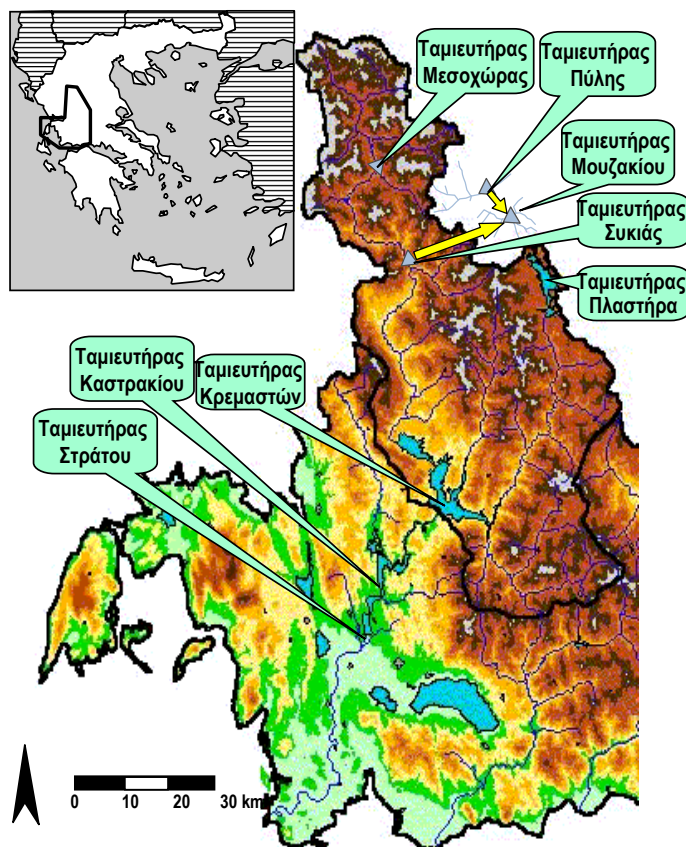 Ταμιευτήρας
Μεσοχώρας
Ταμιευτήρας
Πύλης
Ταμιευτήρας
Μουζακίου
Ταμιευτήρας
Συκιάς
Ταμιευτήρας
Πλαστήρα
Ταμιευτήρας
Καστρακίου
Ταμιευτήρας
Κρεμαστών
Ταμιευτήρας
Στράτου
0 10 20 30 km